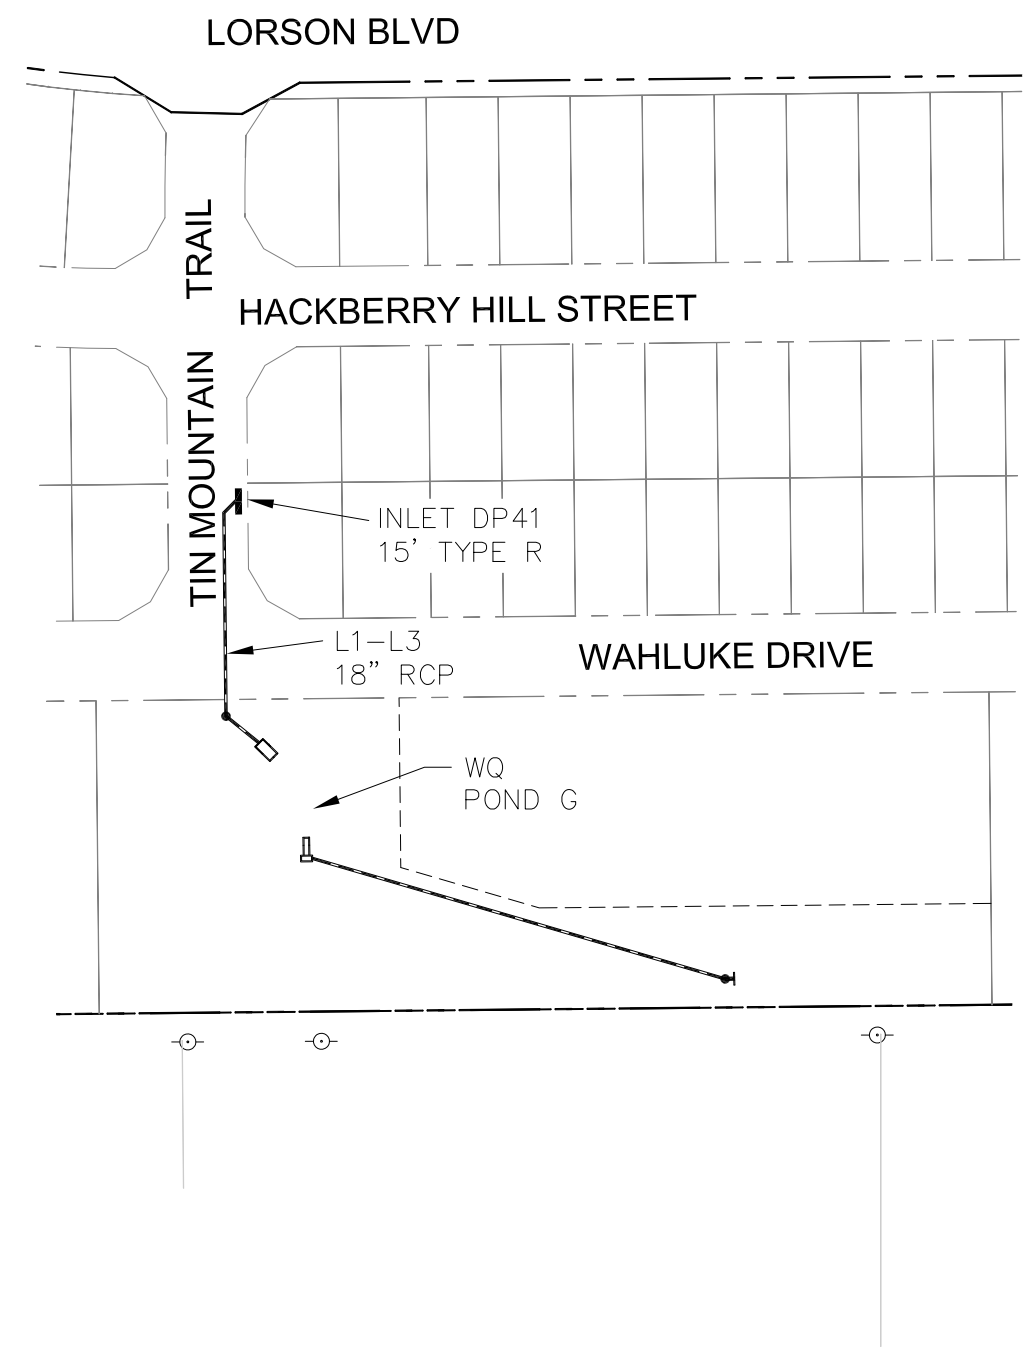 LORSON BLVD
TIN MOUNTAIN TRAIL
HACKBERRY HILL STREET
INLET DP41
15' TYPE R
L1-L3
18" RCP
WAHLUKE DRIVE
WQ
POND G